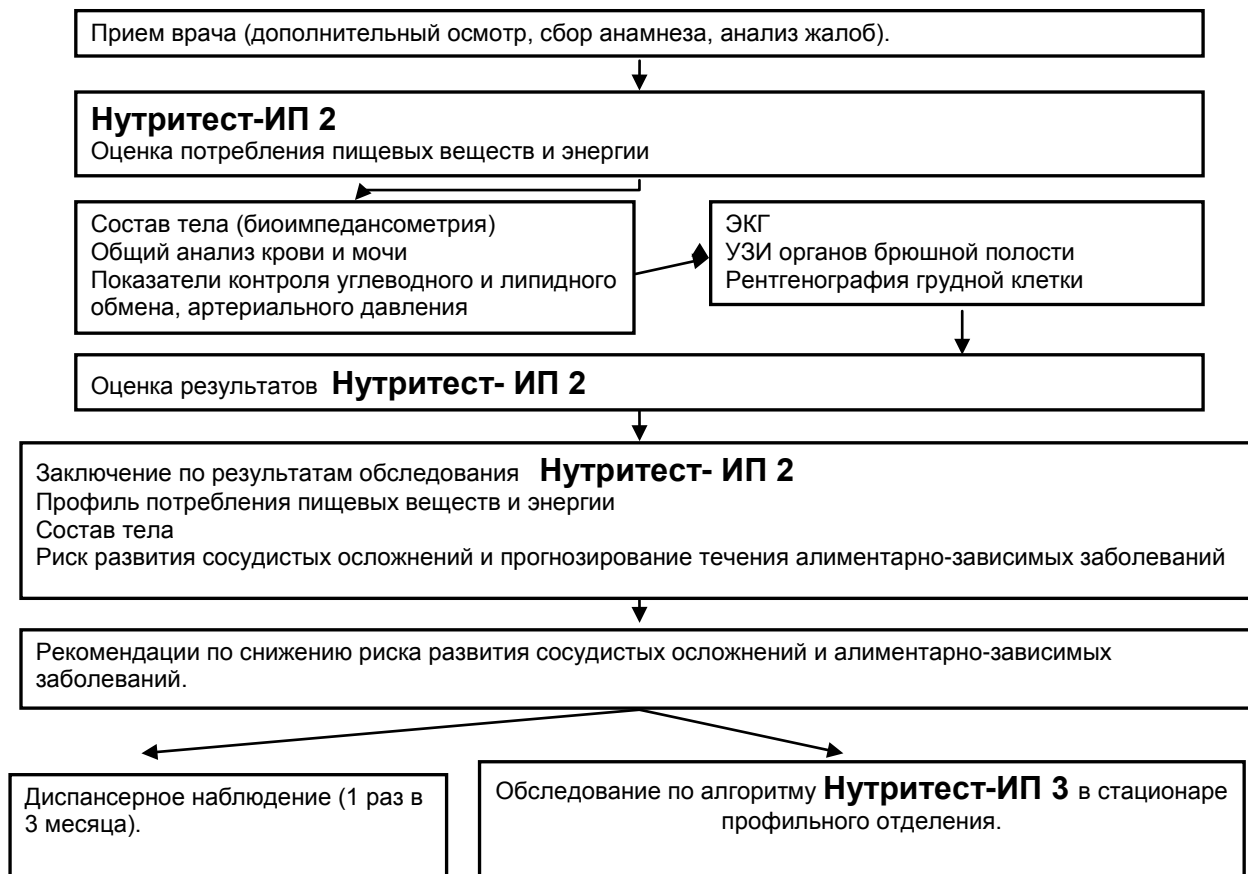 Прием врача (дополнительный осмотр, сбор анамнеза, анализ жалоб).
Нутритест-ИП 2
Оценка потребления пищевых веществ и энергии
Состав тела (биоимпедансометрия)
Общий анализ крови и мочи
Показатели контроля углеводного и липидного
обмена, артериального давления
ЭКГ
УЗИ органов брюшной полости
Рентгенография грудной клетки
Оценка результатов Нутритест- ИП 2
Заключение по результатам обследования Нутритест- ИП 2
Профиль потребления пищевых веществ и энергии
Состав тела
Риск развития сосудистых осложнений и прогнозирование течения алиментарно-зависимых заболеваний
Рекомендации по снижению риска развития сосудистых осложнений и алиментарно-зависимых
заболеваний.
Диспансерное наблюдение (1 раз в
3 месяца).
Обследование по алгоритму Нутритест-ИП 3 в стационаре
профильного отделения.